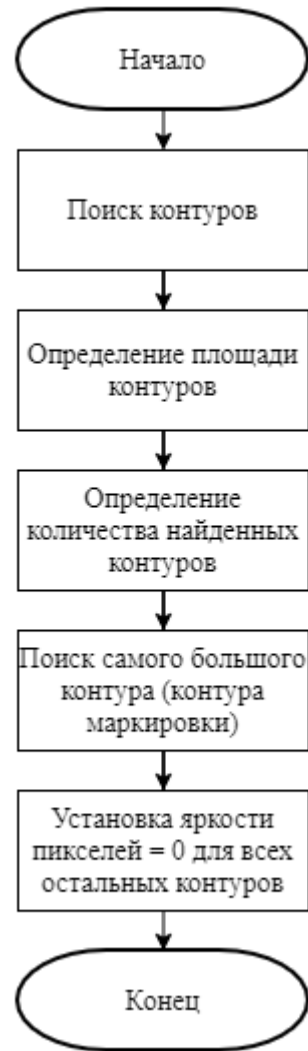 Начало
Поиск контуров
Определение площади
контуров
Определение
количества найденных
контуров
Поиск самого большого
контура (контура
маркировки)
Установка яркости
пикселей = 0 для всех
остальных контуров
Конец